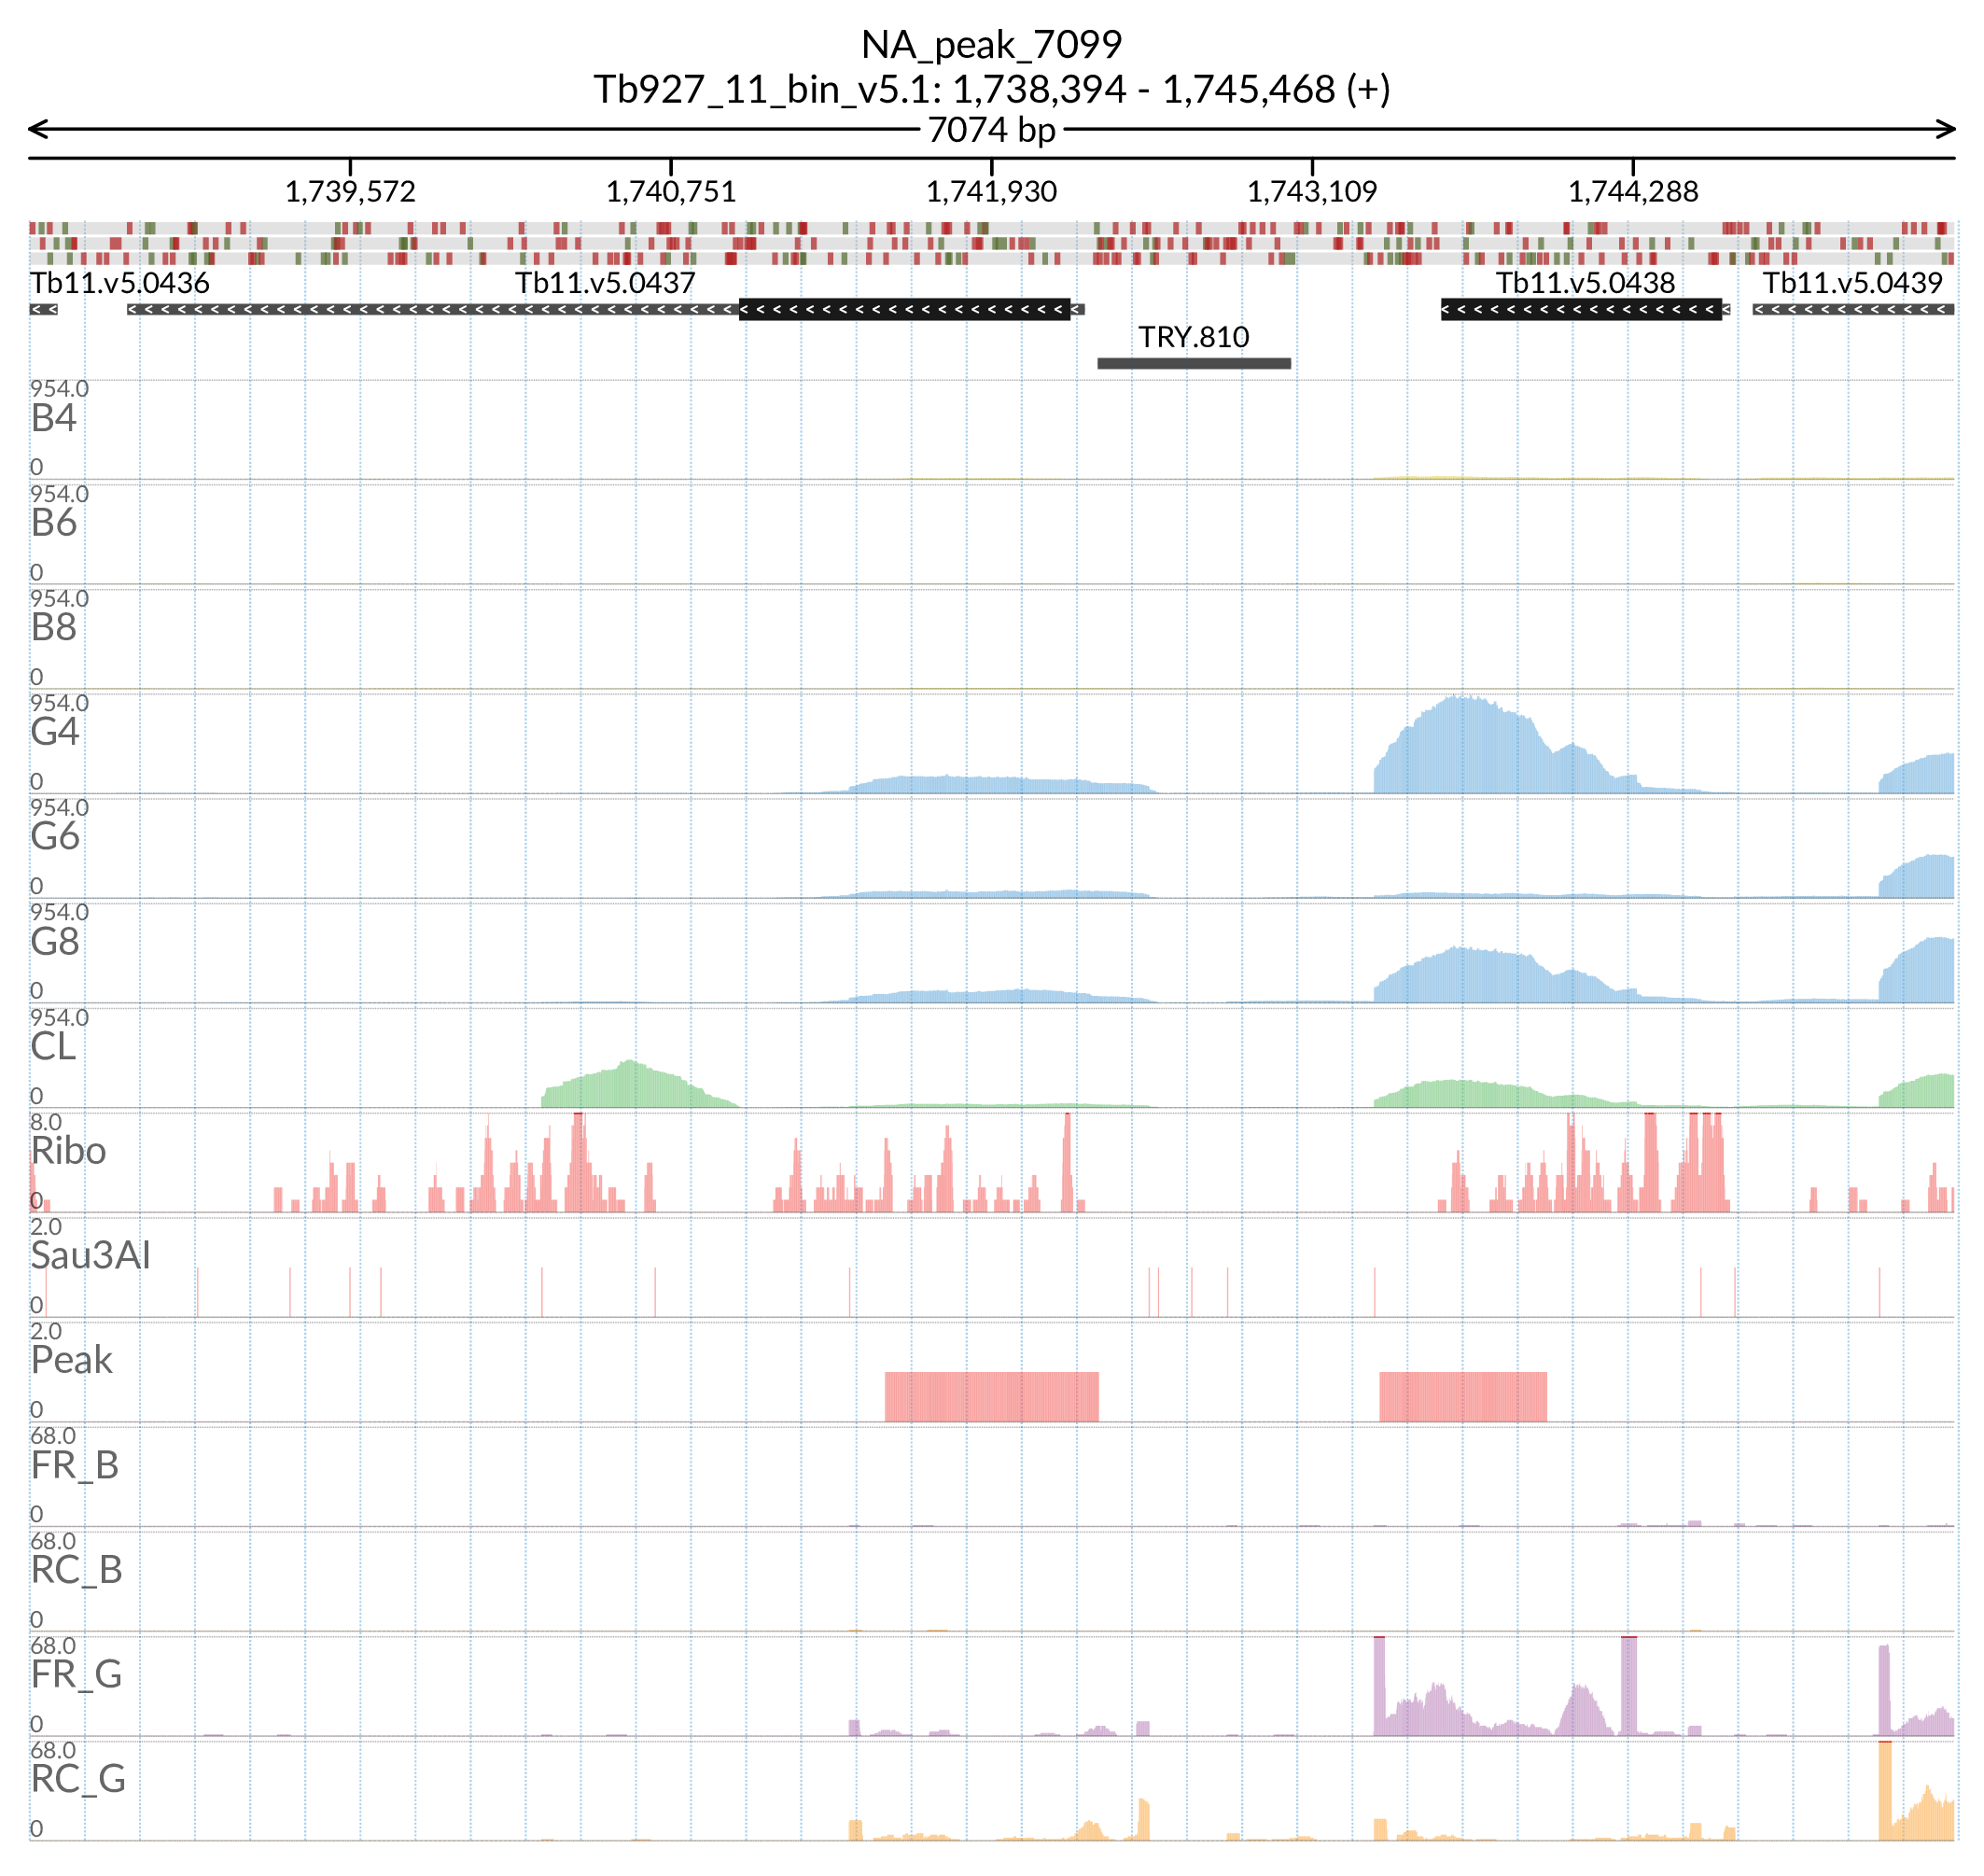 NA_peak_7099
Tb927_11_bin_v5.1: 1,738,394 - 1,745,468 (+)
7074 bp
1,739,572 1,740,751 1,741,930 1,743,109 1,744,288
Tb11.v5.0436 Tb11.v5.0437 Tb11.v5.0438 Tb11.v5.0439
TRY.810
954.0
B4
0
954.0
B6
0
954.0
B8
0
954.0
G4
0
954.0
G6
0
954.0
G8
0
954.0
CL
0
8.0
Ribo
0
2.0
Sau3AI
0
2.0
Peak
0
68.0
FR_B
0
68.0
RC_B
0
68.0
FR_G
0
68.0
RC_G
0